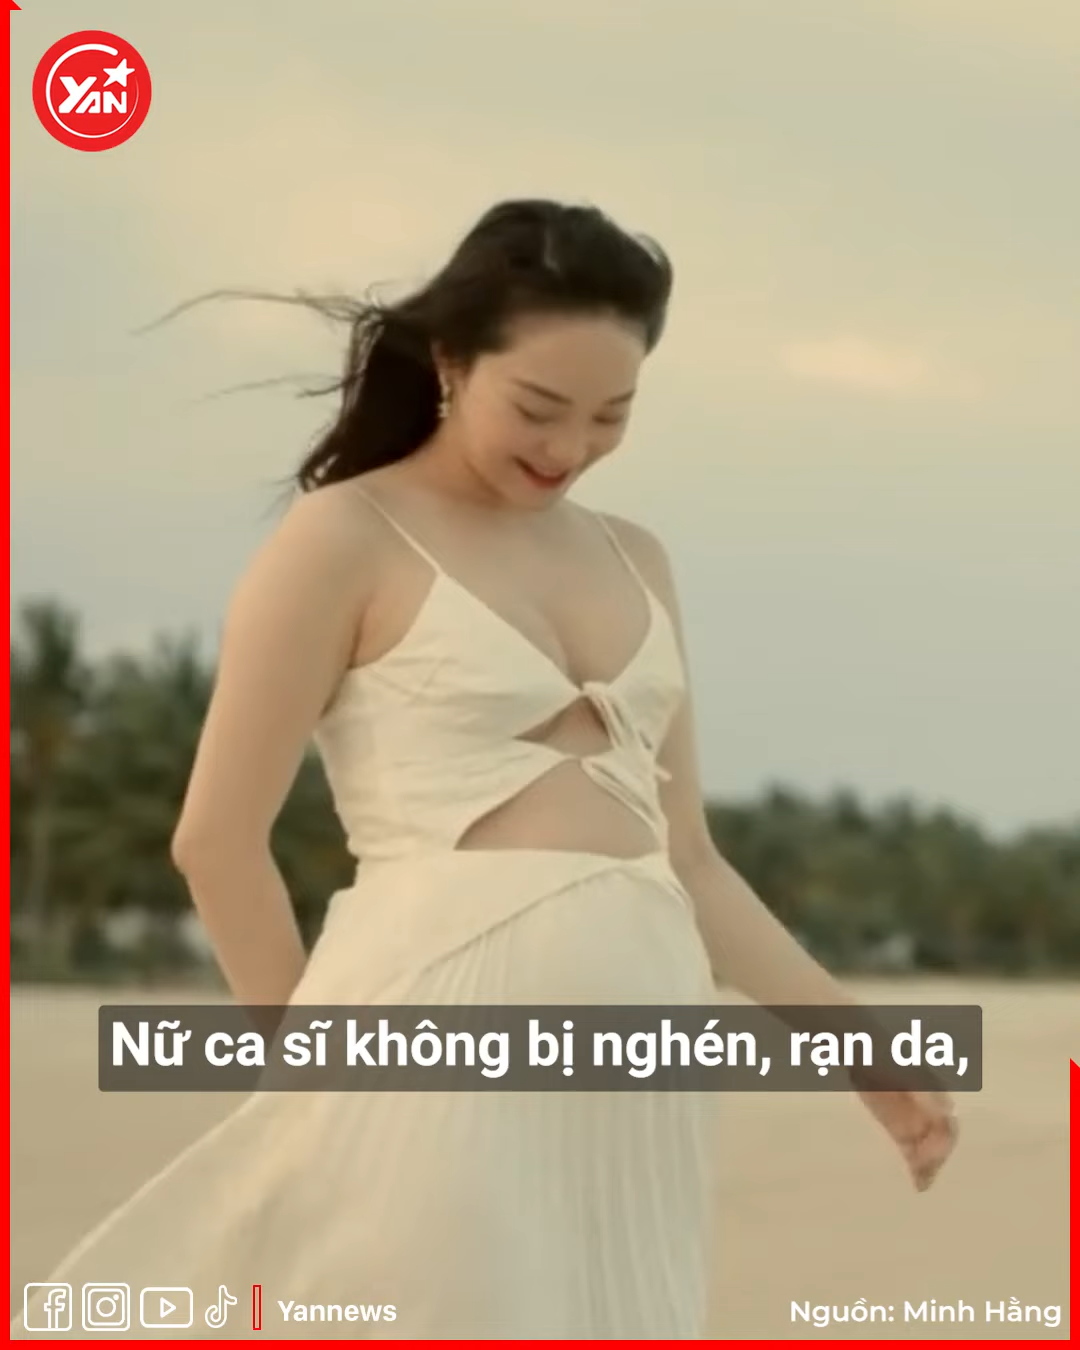 YAN
Nữ ca sĩ không bị nghén, rạn da,
Yannews
Nguồn: Minh Hằng